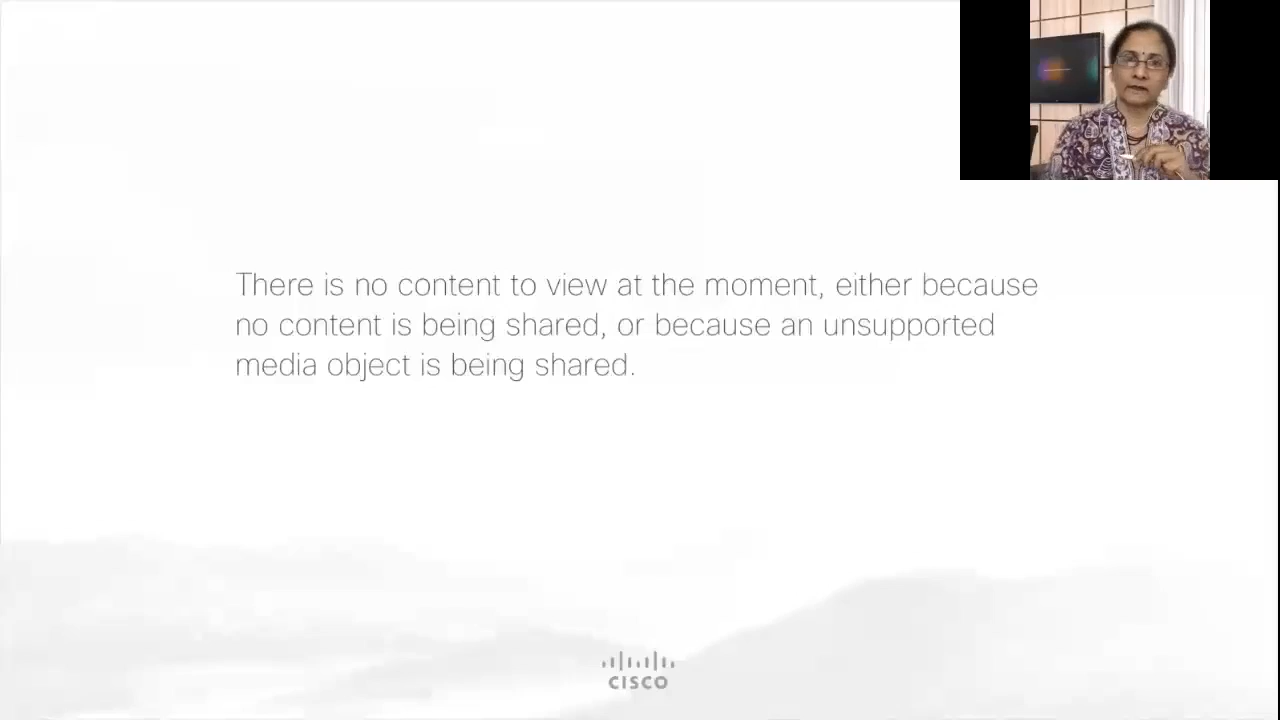 There is no content to view at the moment, either because
no content is being shared, or because an unsupported
media object is being shared.
CISCO